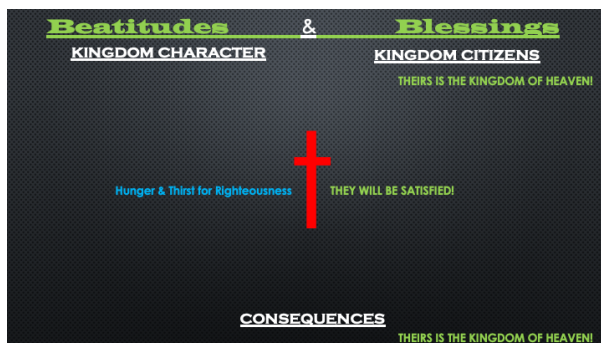 Beatitudes & Blessings
KINGDOM CHARACTER KINGDOM CITIZENS
THEIRS IS THE KINGDOM OF HEAVEN!
Hunger & Thirst for Righteousness THEY WILL BE SATISFIED!
CONSEQUENCES
THEIRS IS THE KINGDOM OF HEAVEN!